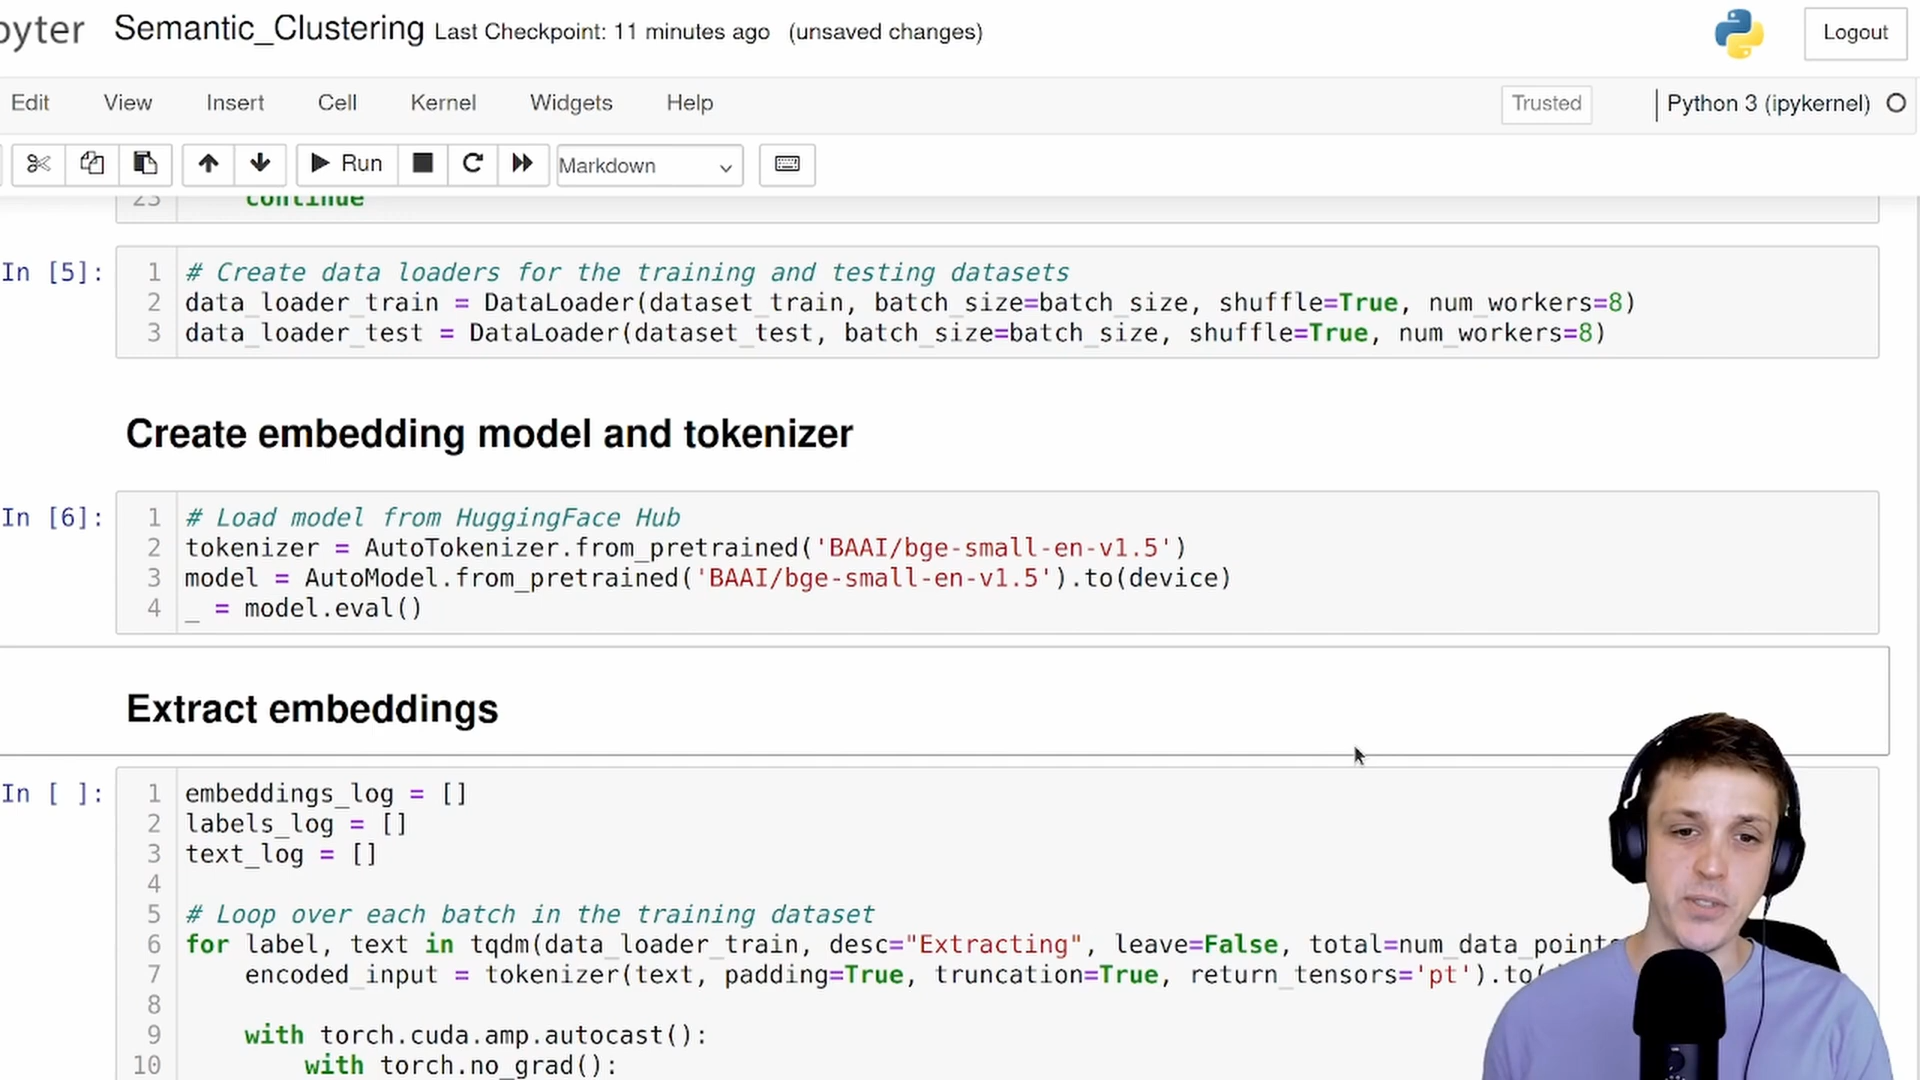 pyter Semantic_Clustering Last Checkpoint: 11 minutes ago (unsaved changes) Logout
Edit View Insert Cell Kernel Widgets Help Trusted Python 3 (ipykernel)
Run Markdown
23 continue
In [5]: 1 # Create data loaders for the training and testing datasets
2 data_loader_train = DataLoader(dataset_train, batch_size=batch_size, shuffle=True, num_workers=8)
3 data_loader_test = DataLoader(dataset_test, batch_size=batch_size, shuffle=True, num_workers=8)
Create embedding model and tokenizer
In [6]: 1 # Load model from HuggingFace Hub
2 tokenizer = AutoTokenizer.from_pretrained('BAAI/bge-small-en-v1.5')
3 model = AutoModel.from_pretrained('BAAI/bge-small-en-v1.5').to(device)
4 _ = model.eval()
Extract embeddings
In [ ]: 1 embeddings_log = []
2 labels_log = []
3 text_log = []
4
5 # Loop over each batch in the training dataset
6 for label, text in tqdm(data_loader_train, desc="Extracting", leave=False, total=num_data_points
7 encoded_input = tokenizer(text, padding=True, truncation=True, return_tensors='pt').to(
8
9 with torch.cuda.amp.autocast():
10 with torch.no_grad():